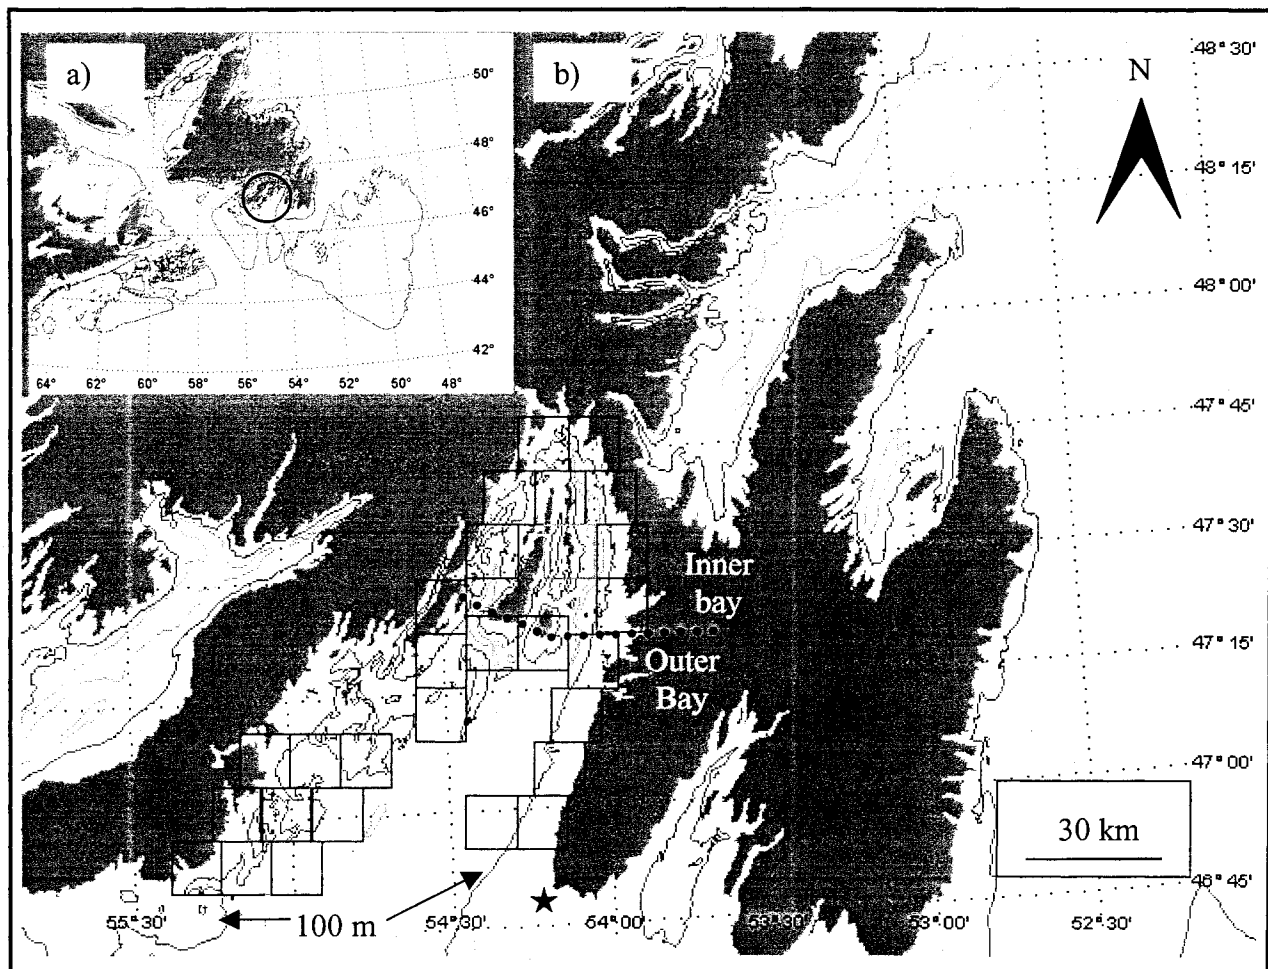 a)
50°
48°
46°
44°
42°
64° 62° 60° 58° 56° 54° 52° 50° 48°
b)
N
48° 30'
48° 15'
48° 00'
47° 45'
47° 30'
47° 15'
47° 00'
46° 45'
Inner
bay
Outer
Bay
30 km
100 m
55° 30' 54° 30' 54° 00' 53° 30' 53° 00' 52° 30'